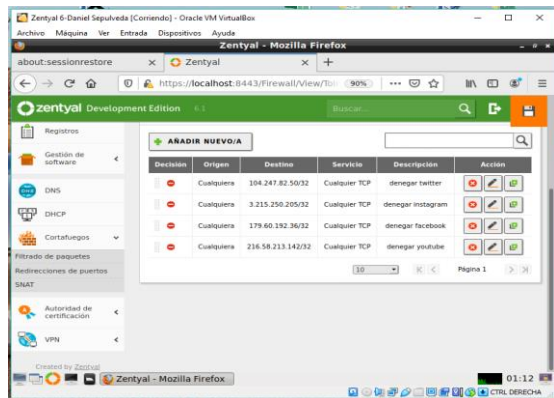 Zentyal 6-Daniel Sepulveda [Corriendo] - Oracle VM VirtualBox
Archivo Máquina Ver Entrada Dispositivos Ayuda
Zentyal - Mozilla Firefox
about:sessionrestore
Zentyal
https://localhost:8443/Firewall/View/
90%
zentyal Development Edition 6.1
Buscar...
Registros
Gestión de software
DNS
DHCP
Cortafuegos
Filtrado de paquetes
Redirecciones de puertos
SNAT
Autoridad de certificación
VPN
Created by Zentyal
AÑADIR NUEVO/A
Decisión Origen Destino Servicio Descripción Acción
Cualquiera 104.247.82.50/32 Cualquier TCP denegar twitter
Cualquiera 3.215.250.205/32 Cualquier TCP denegar instagram
Cualquiera 179.60.192.36/32 Cualquier TCP denegar facebook
Cualquiera 216.58.213.142/32 Cualquier TCP denegar youtube
10 Página 1
Zentyal - Mozilla Firefox
01:12
CTRL DERECHA